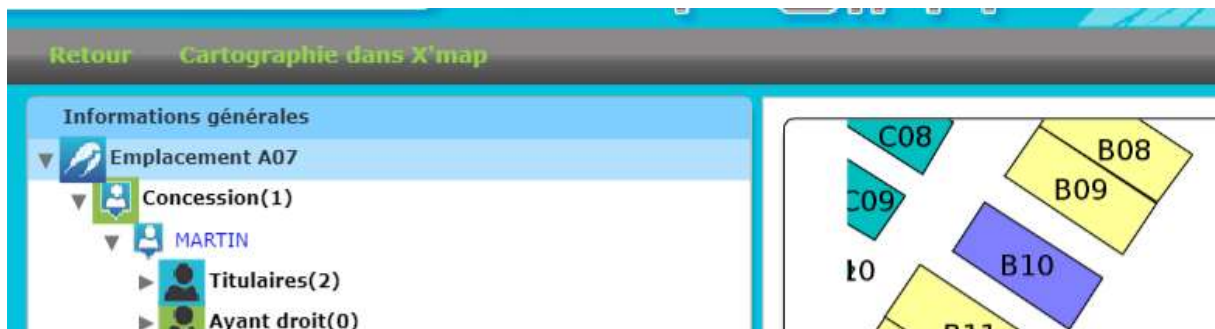 Retour Cartographie dans X'map
Informations générales
Emplacement A07
Concession(1)
MARTIN
Titulaires(2)
Ayant droit(0)
C08
B08
B09
C09
B10
B11